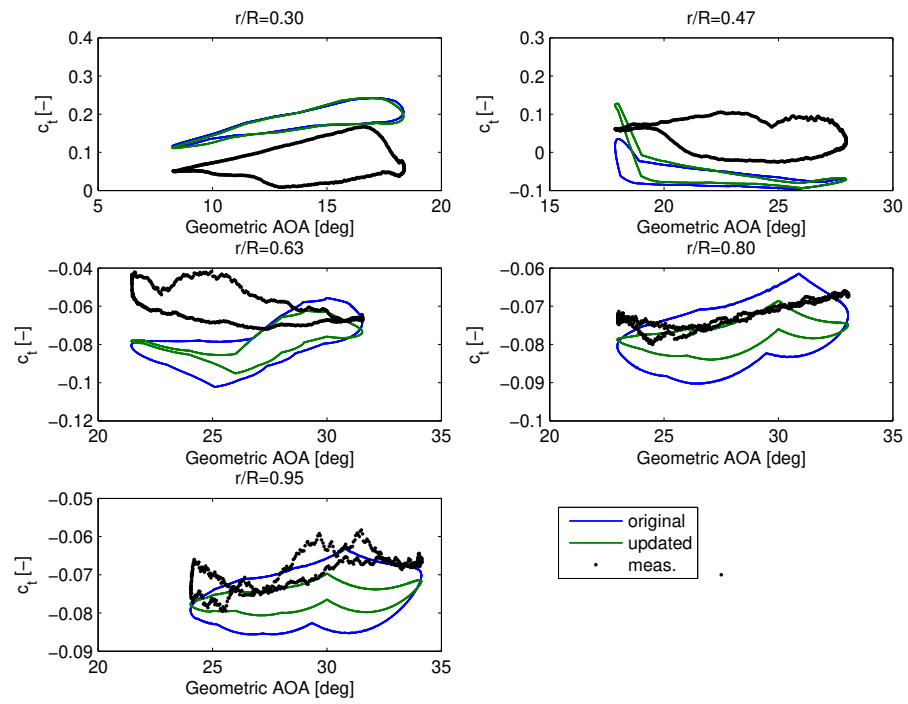 r/R=0.30
0.4
0.3
0.2
0.1
0
5 10 15 20
c_t [−]
Geometric AOA [deg]
r/R=0.47
0.4
0.3
0.2
0.1
0
−0.1
15 20 25 30
c_t [−]
Geometric AOA [deg]
r/R=0.63
−0.04
−0.06
−0.08
−0.1
−0.12
20 25 30 35
c_t [−]
Geometric AOA [deg]
r/R=0.80
−0.06
−0.07
−0.08
−0.09
−0.1
20 25 30 35
c_t [−]
Geometric AOA [deg]
r/R=0.95
−0.05
−0.06
−0.07
−0.08
−0.09
20 25 30 35
c_t [−]
Geometric AOA [deg]
original
updated
meas.